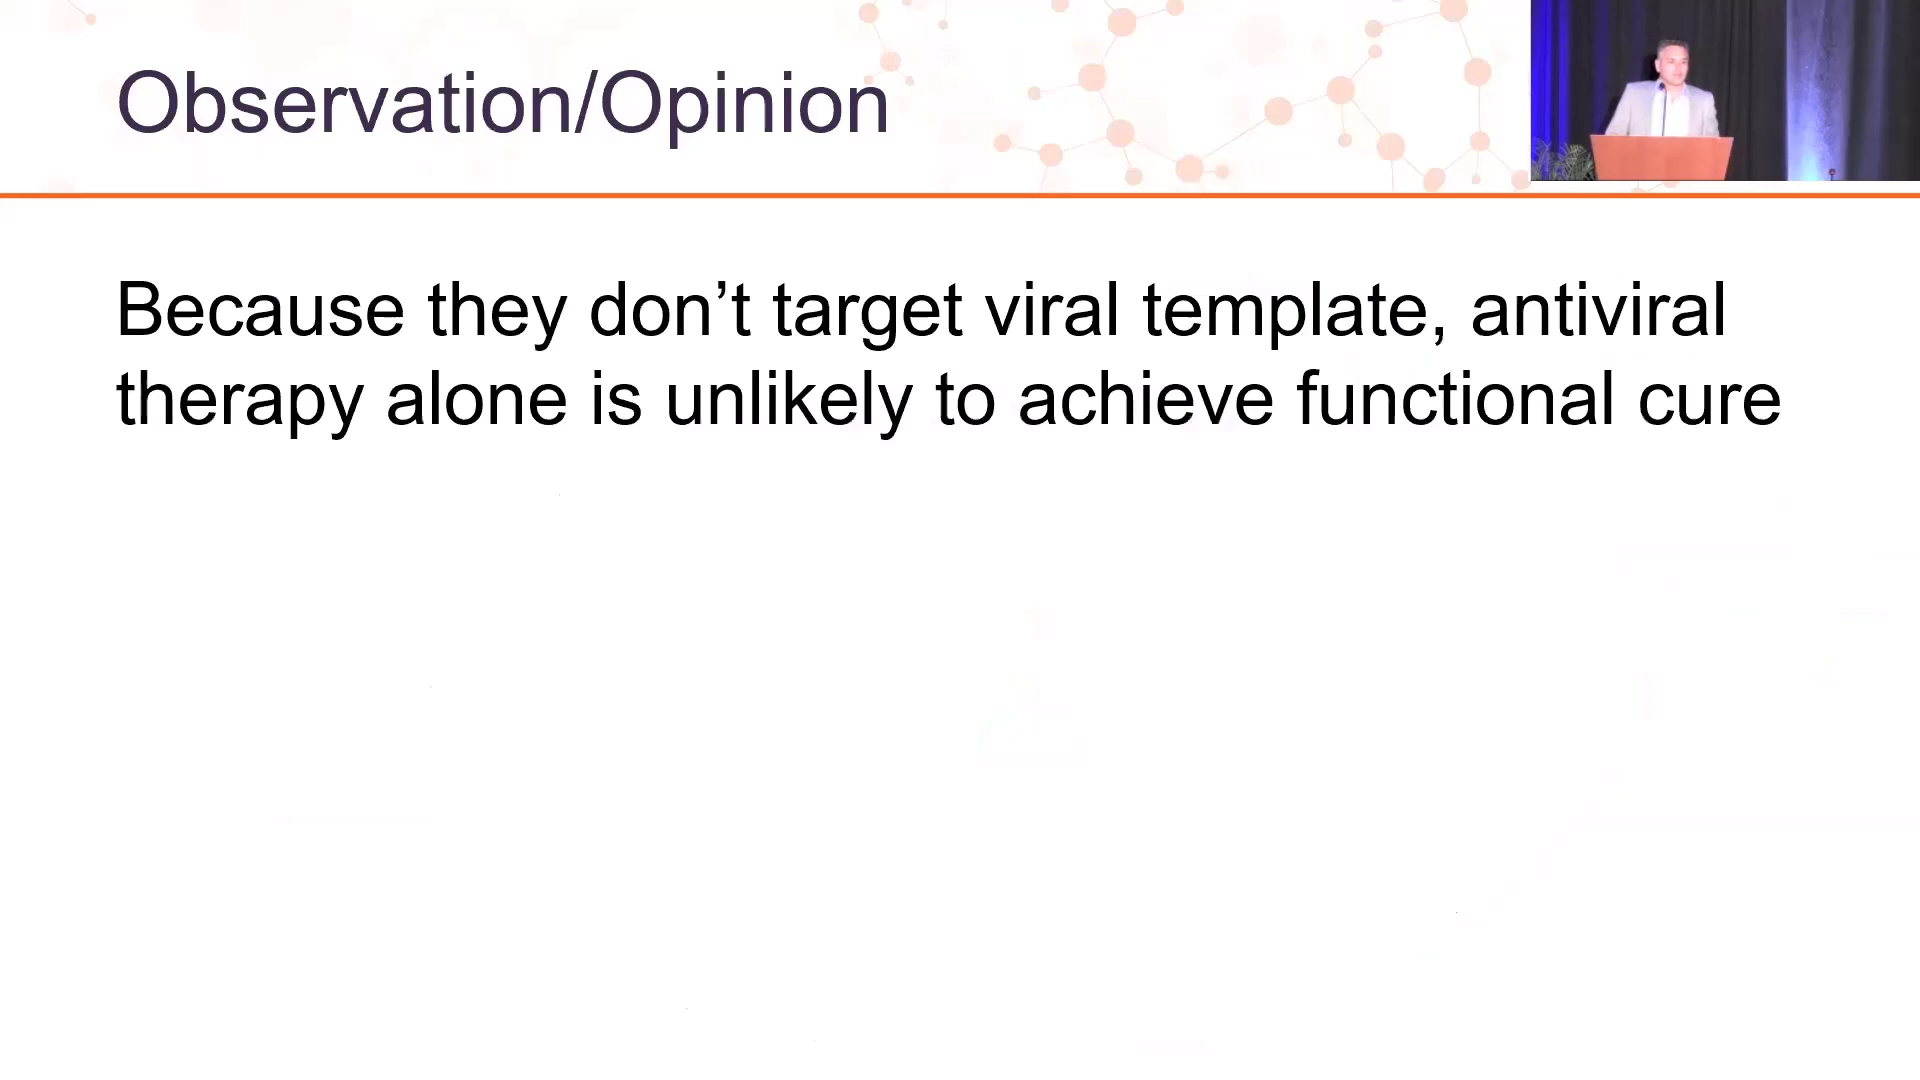 Observation/Opinion
Because they don’t target viral template, antiviral
therapy alone is unlikely to achieve functional cure